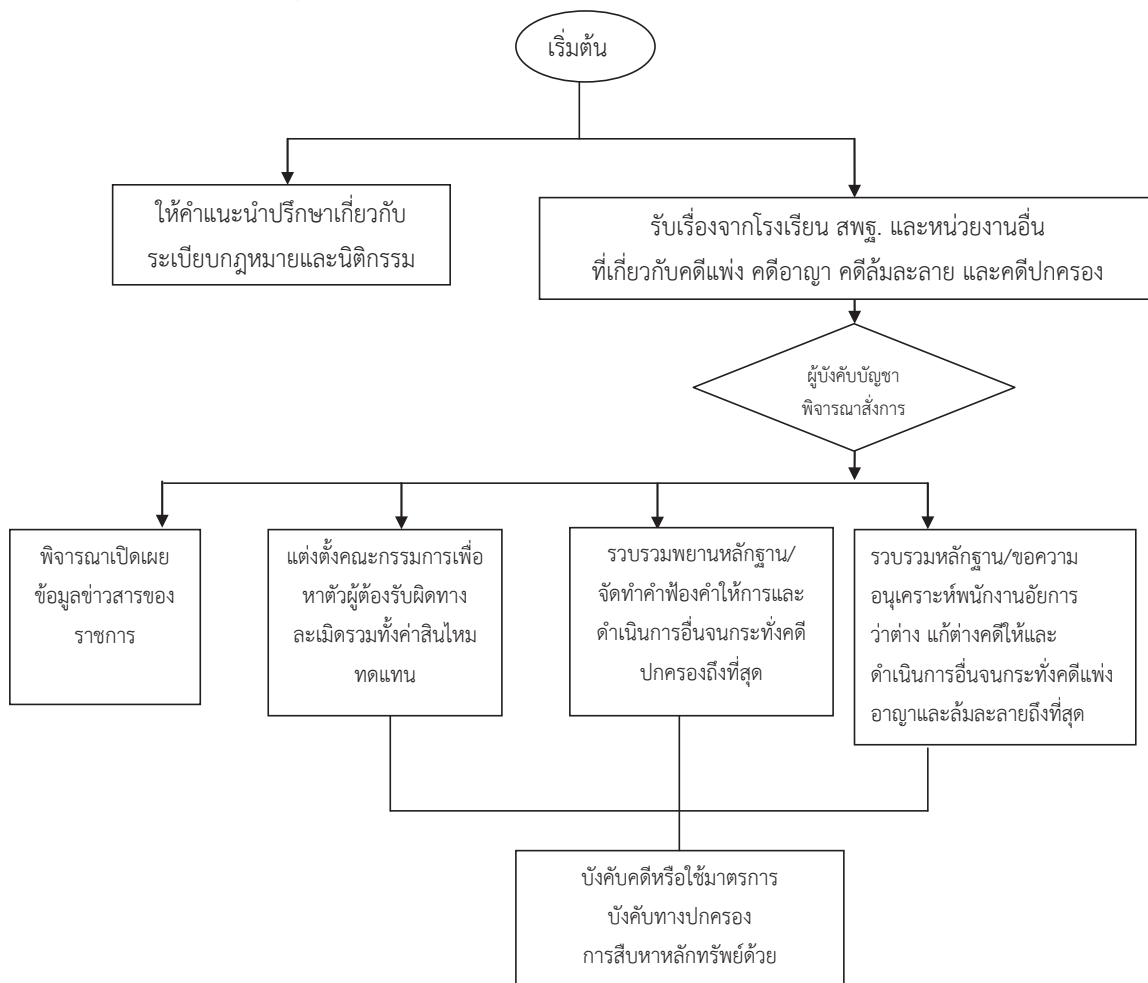 เริ่มต้น
ให้คำแนะนำปรึกษาเกี่ยวกับ
ระเบียบกฎหมายและนิติกรรม
รับเรื่องจากโรงเรียน สพฐ. และหน่วยงานอื่น
ที่เกี่ยวกับคดีแพ่ง คดีอาญา คดีล้มละลาย และคดีปกครอง
ผู้บังคับบัญชา
พิจารณาสั่งการ
พิจารณาเปิดเผย
ข้อมูลข่าวสารของ
ราชการ
แต่งตั้งคณะกรรมการเพื่อ
หาตัวผู้ต้องรับผิดทาง
ละเมิดรวมทั้งค่าสินไหม
ทดแทน
รวบรวมพยานหลักฐาน/
จัดทำคำฟ้องคำให้การและ
ดำเนินการอื่นจนกระทั่งคดี
ปกครองถึงที่สุด
รวบรวมหลักฐาน/ขอความ
อนุเคราะห์พนักงานอัยการ
ว่าต่าง แก้ต่างคดีให้และ
ดำเนินการอื่นจนกระทั่งคดีแพ่ง
อาญาและล้มละลายถึงที่สุด
บังคับคดีหรือใช้มาตรการ
บังคับทางปกครอง
การสืบหาหลักทรัพย์ด้วย